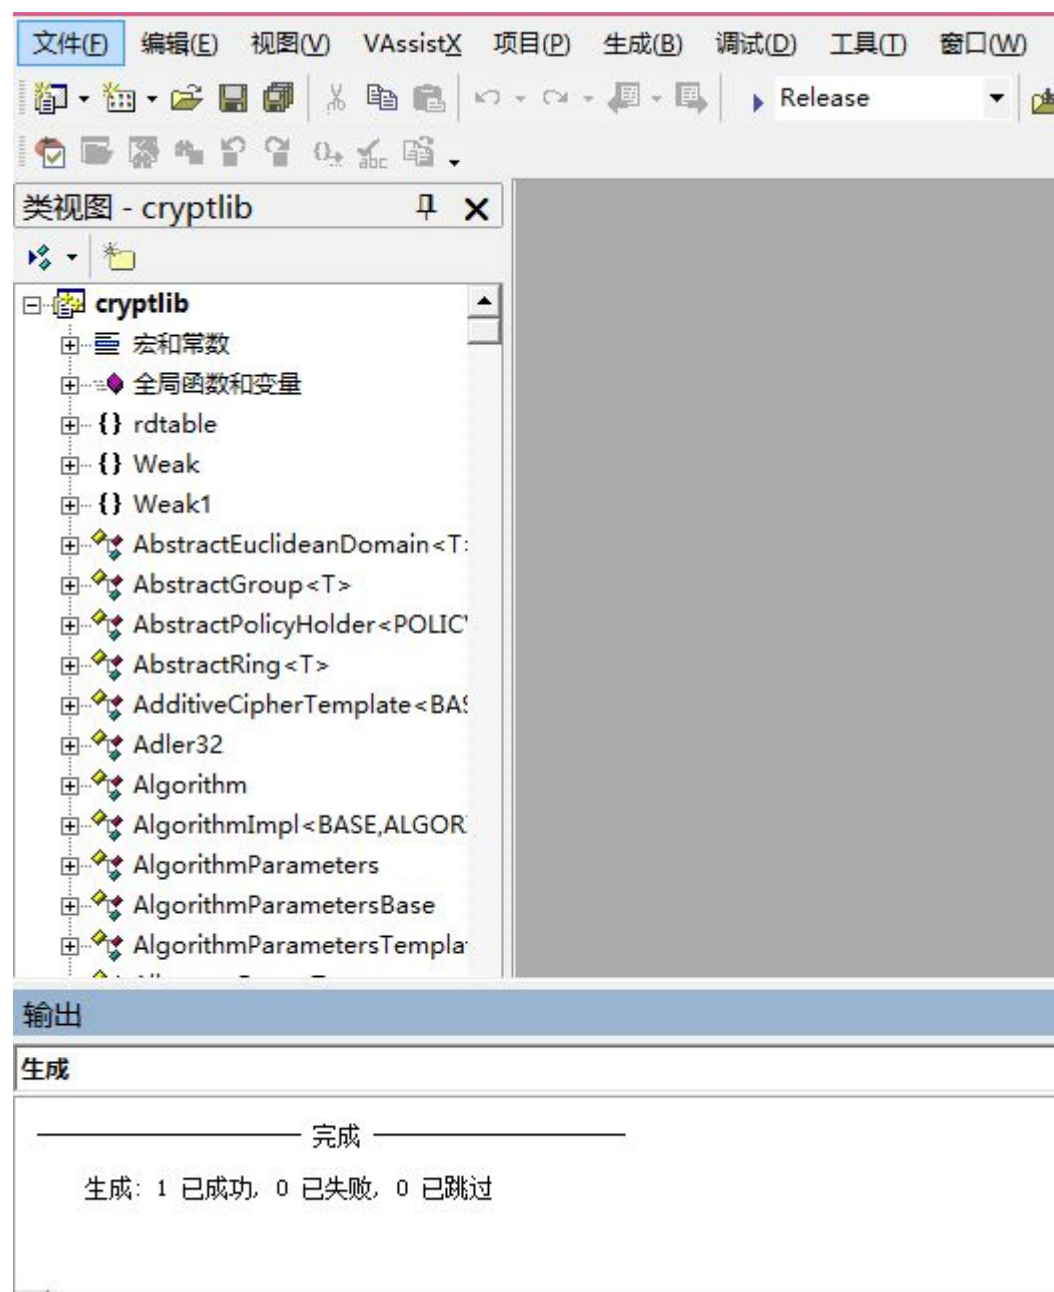 文件(F) 编辑(E) 视图(V) VAssistX 项目(P) 生成(B) 调试(D) 工具(T) 窗口(W)
Release
abc
类视图 - cryptlib
cryptlib
宏和常数
全局函数和变量
{} rdtable
{} Weak
{} Weak1
AbstractEuclideanDomain<T>
AbstractGroup<T>
AbstractPolicyHolder<POLIC
AbstractRing<T>
AdditiveCipherTemplate<BAS
Adler32
Algorithm
AlgorithmImpl<BASE,ALGOR
AlgorithmParameters
AlgorithmParametersBase
AlgorithmParametersTempla
输出
生成
完成
生成: 1 已成功, 0 已失败, 0 已跳过